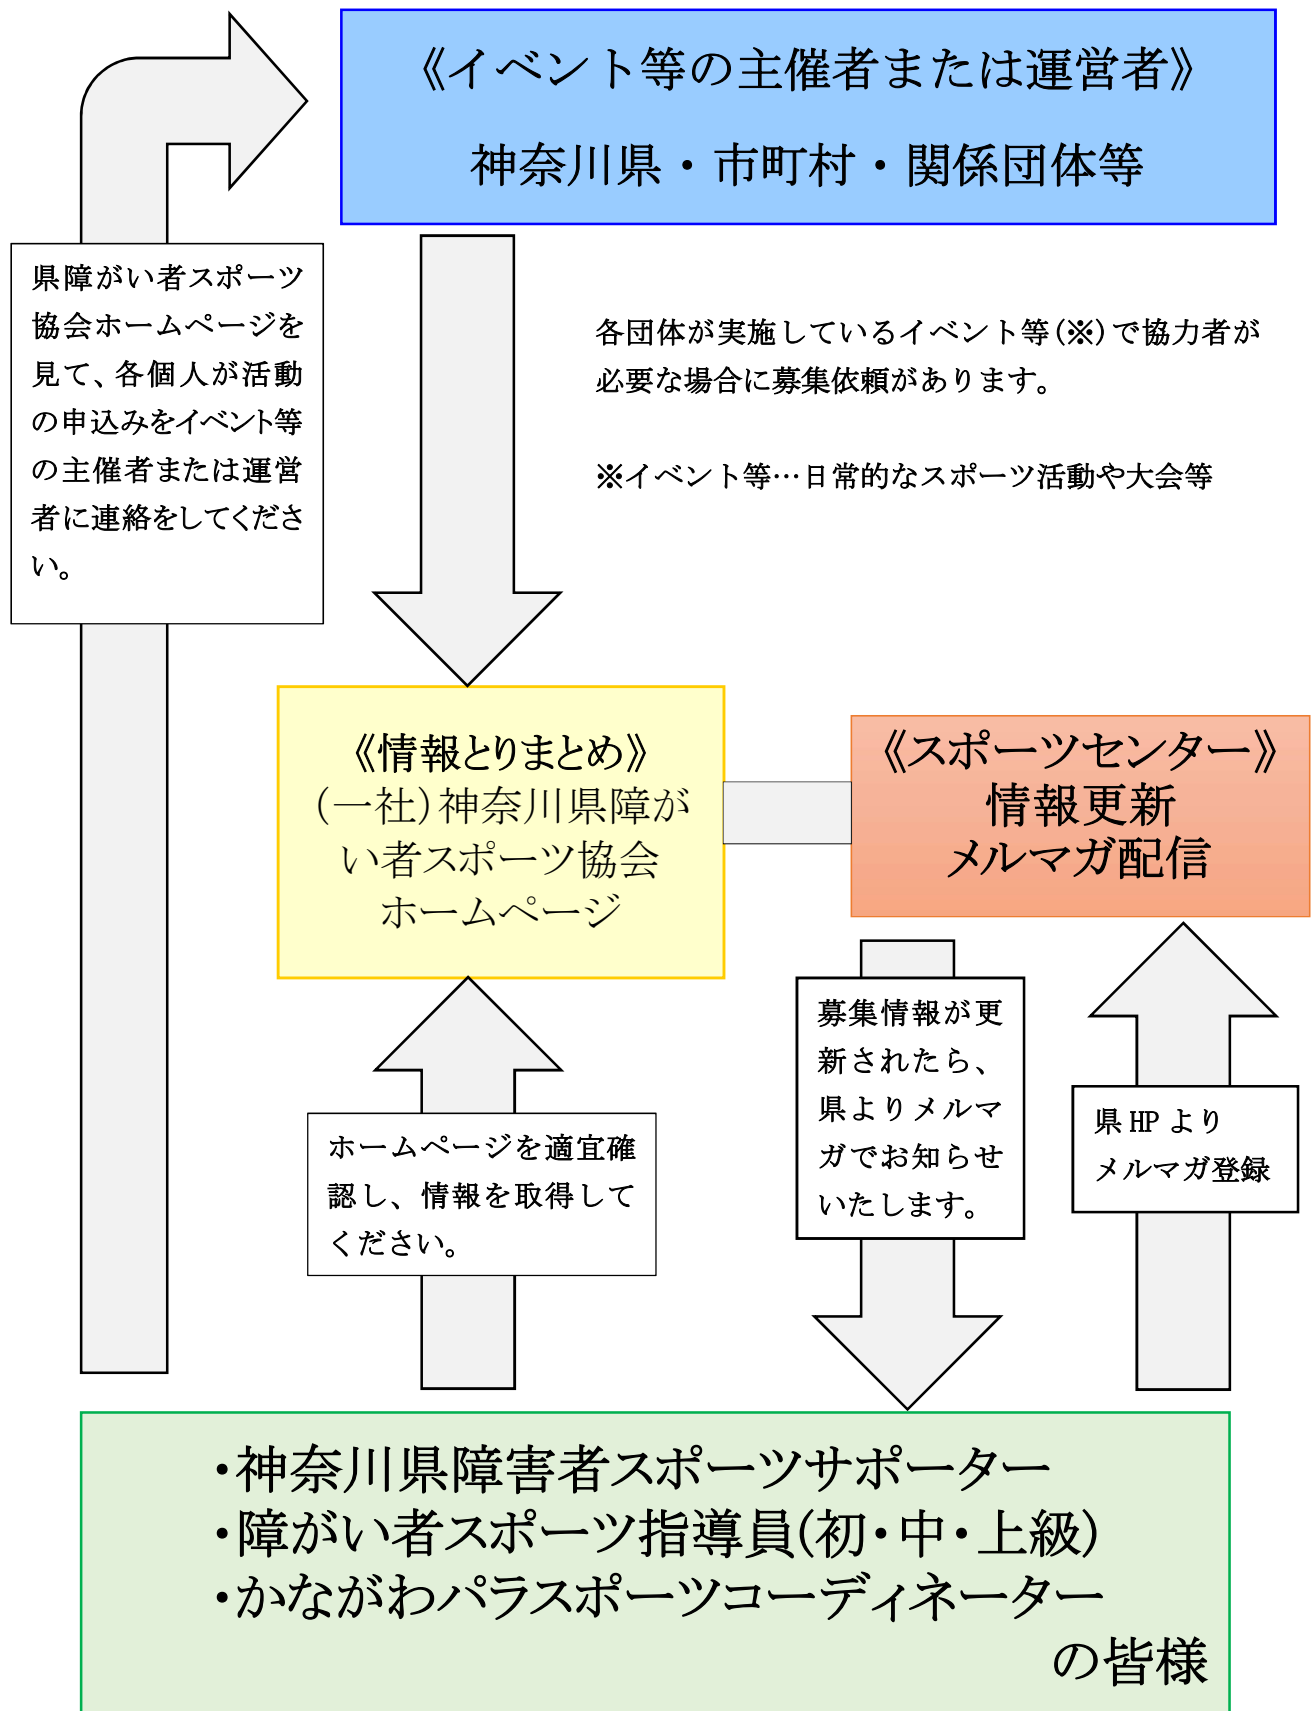 《イベント等の主催者または運営者》
神奈川県・市町村・関係団体等
県障がい者スポーツ
協会ホームページを
見て、各個人が活動
の申込みをイベント等
の主催者または運営
者に連絡をしてくださ
い。
各団体が実施しているイベント等(※)で協力者が
必要な場合に募集依頼があります。
※イベント等…日常的なスポーツ活動や大会等
《情報とりまとめ》
(一社)神奈川県障が
い者スポーツ協会
ホームページ
《スポーツセンター》
情報更新
メルマガ配信
ホームページを適宜確
認し、情報を取得して
ください。
募集情報が更
新されたら、
県よりメルマ
ガでお知らせ
いたします。
県 HP より
メルマガ登録
・神奈川県障害者スポーツサポーター
・障がい者スポーツ指導員(初・中・上級)
・かながわパラスポーツコーディネーター
の皆様